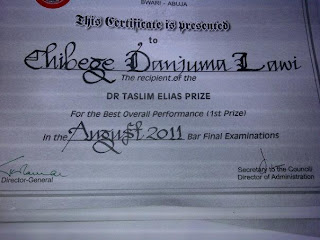 BWARI - ABUJA
This Certificate is presented
to
Chibege Danjuma Lawi
The recipient of the
DR TASLIM ELIAS PRIZE
For the Best Overall Performance (1st Prize)
In the August 2011 Bar Final Examinations
Director-General
Secretary to the Council/
Director of Administration